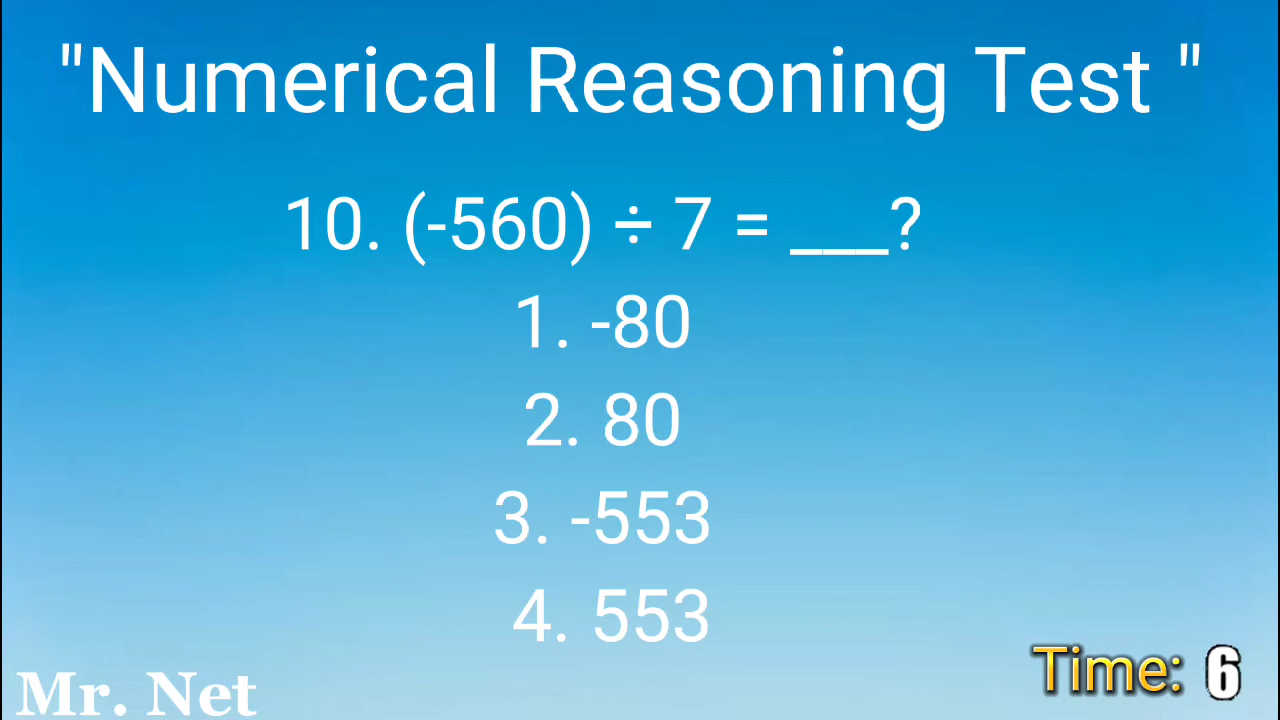 "Numerical Reasoning Test "
10. (-560) ÷ 7 = ___?
1. -80
2. 80
3. -553
4. 553
Time: 6
Mr. Net